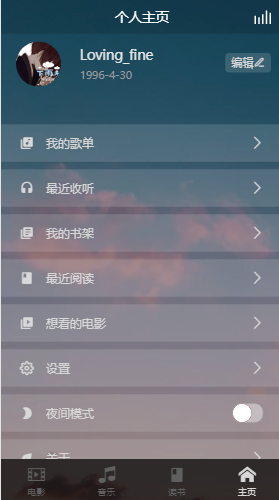 个人主页
Loving_fine
1996-4-30
编辑
我的歌单
最近收听
我的书架
最近阅读
想看的电影
设置
夜间模式
关于
电影
音乐
读书
主页